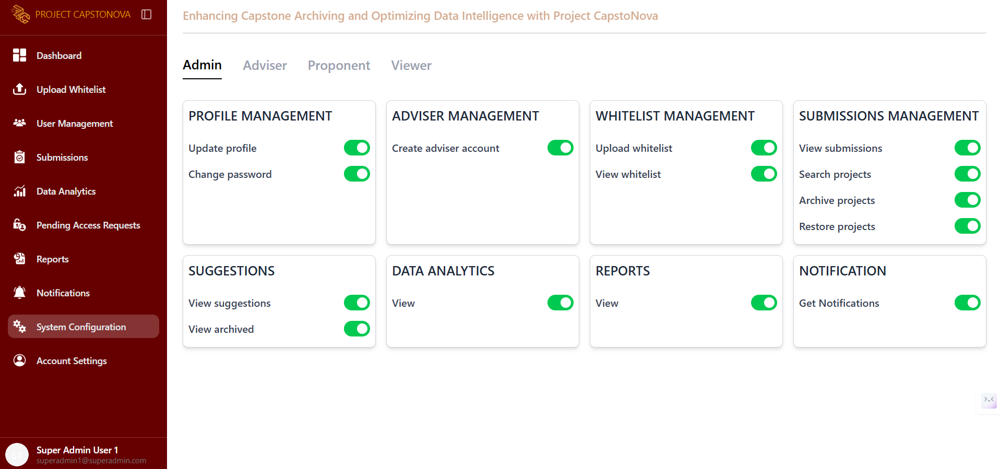 PROJECT CAPSTONOVA
Dashboard
Upload Whitelist
User Management
Submissions
Data Analytics
Pending Access Requests
Reports
Notifications
System Configuration
Account Settings
S1
Super Admin User 1
superadmin1@superadmin.com
Enhancing Capstone Archiving and Optimizing Data Intelligence with Project CapstoNova
Admin Adviser Proponent Viewer
PROFILE MANAGEMENT
Update profile
Change password
ADVISER MANAGEMENT
Create adviser account
WHITELIST MANAGEMENT
Upload whitelist
View whitelist
SUBMISSIONS MANAGEMENT
View submissions
Search projects
Archive projects
Restore projects
SUGGESTIONS
View suggestions
View archived
DATA ANALYTICS
View
REPORTS
View
NOTIFICATION
Get Notifications